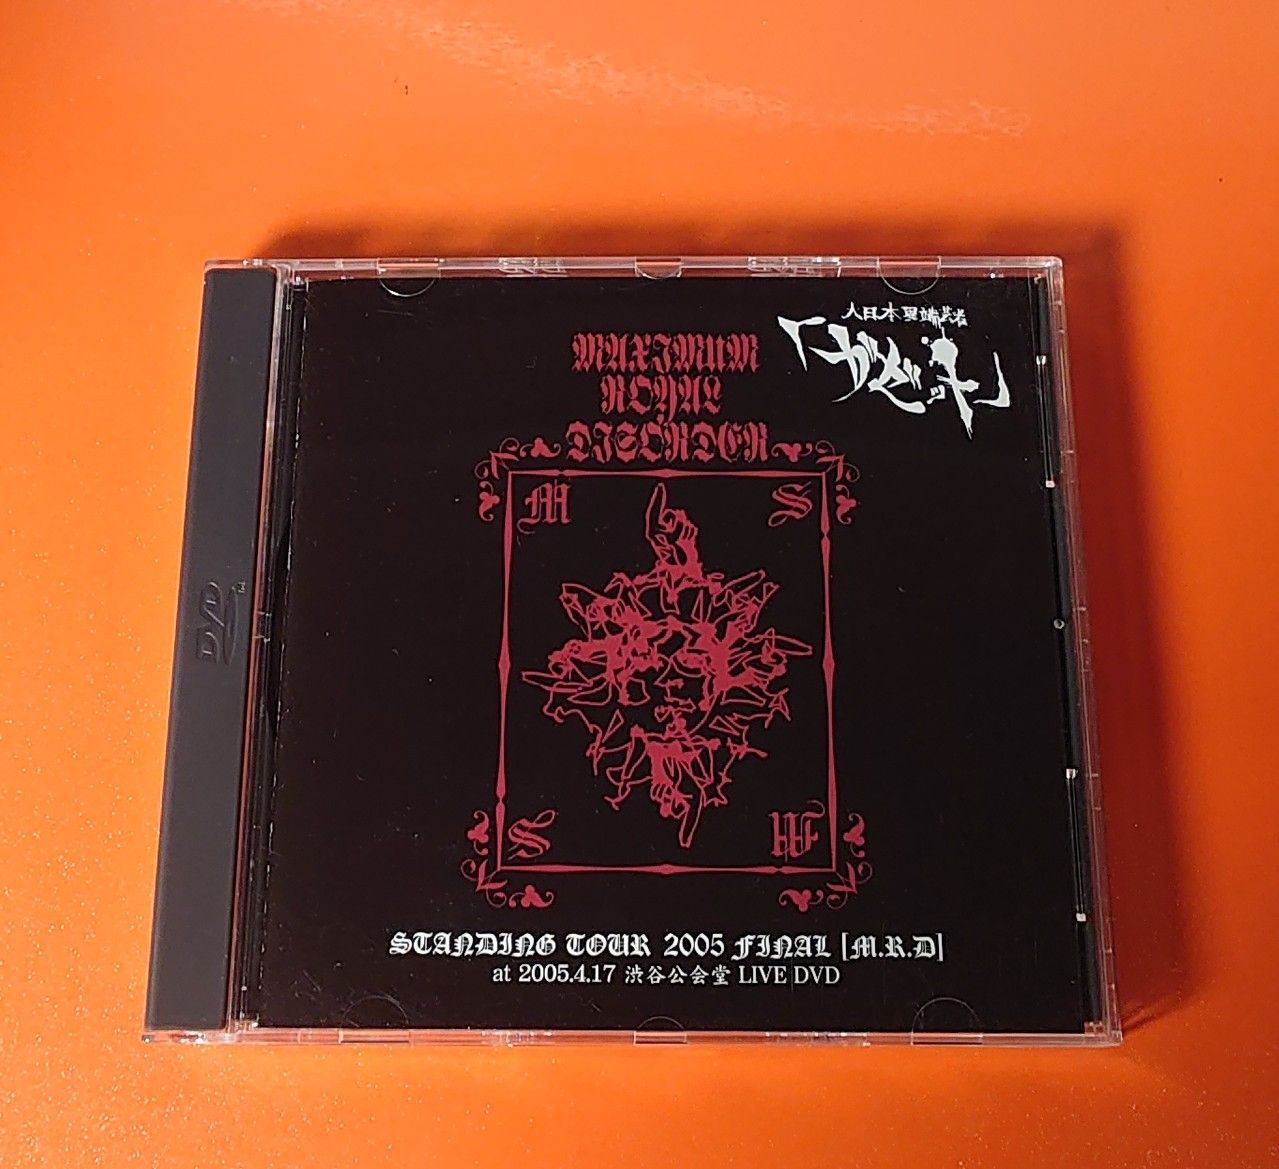 大日本異端芸者
「ガゼット」
MAXIMUM
ROYAL
DISORDER
M S
S
STANDING TOUR 2005 FINAL [M.R.D]
at 2005.4.17 渋谷公会堂 LIVE DVD
DVD